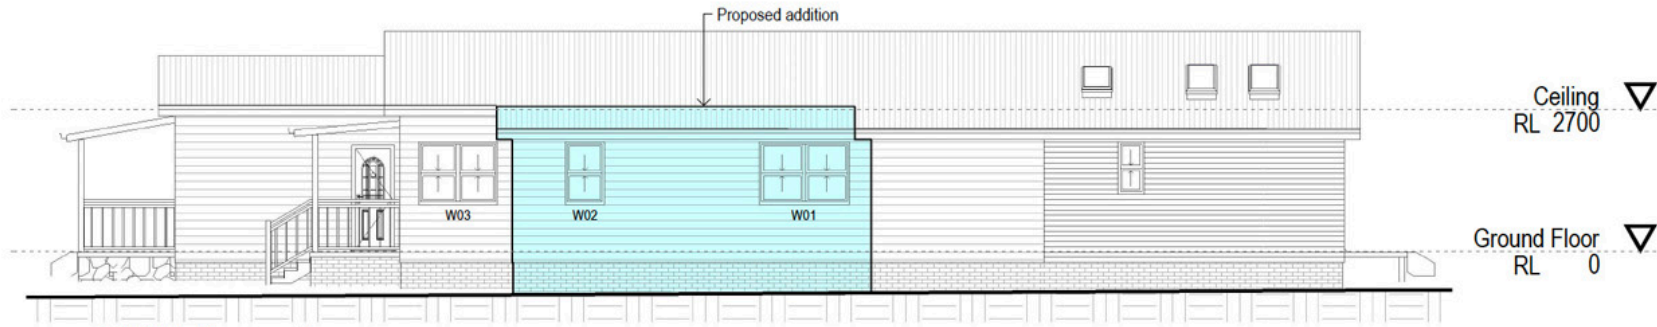 Proposed addition
Ceiling
RL 2700
W03
W02
W01
Ground Floor
RL 0